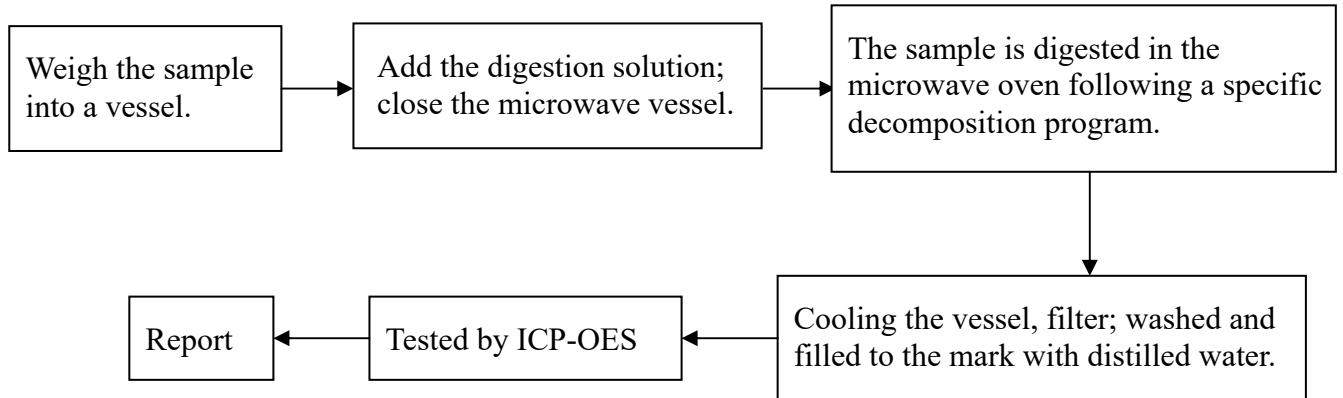 Weigh the sample
into a vessel.
Add the digestion solution;
close the microwave vessel.
The sample is digested in the
microwave oven following a specific
decomposition program.
Cooling the vessel, filter; washed and
filled to the mark with distilled water.
Tested by ICP-OES
Report